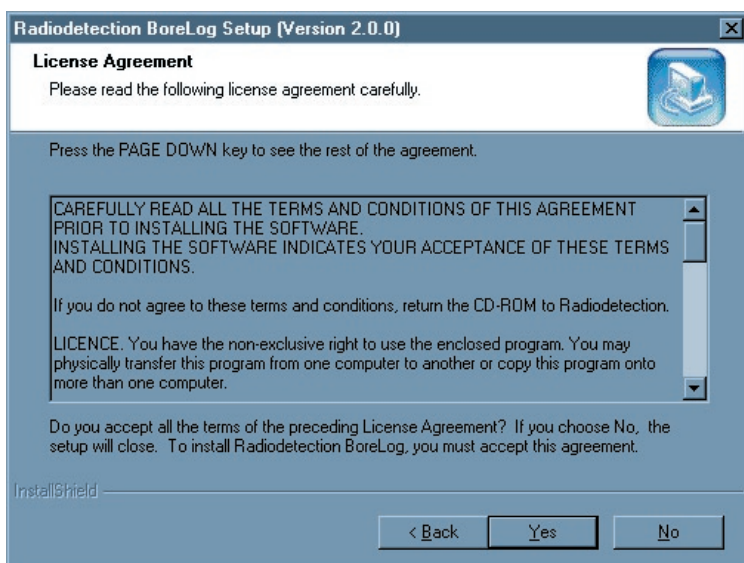 Radiodetection BoreLog Setup (Version 2.0.0)
License Agreement
Please read the following license agreement carefully.
Press the PAGE DOWN key to see the rest of the agreement.
CAREFULLY READ ALL THE TERMS AND CONDITIONS OF THIS AGREEMENT
PRIOR TO INSTALLING THE SOFTWARE.
INSTALLING THE SOFTWARE INDICATES YOUR ACCEPTANCE OF THESE TERMS
AND CONDITIONS.
If you do not agree to these terms and conditions, return the CD-ROM to Radiodetection.
LICENCE. You have the non-exclusive right to use the enclosed program. You may
physically transfer this program from one computer to another or copy this program onto
more than one computer.
Do you accept all the terms of the preceding License Agreement? If you choose No, the
setup will close. To install Radiodetection BoreLog, you must accept this agreement.
InstallShield
< Back Yes No